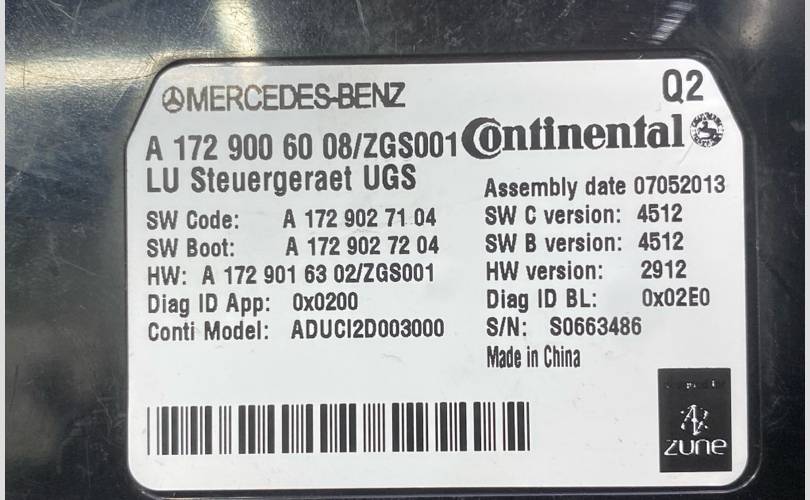 MERCEDES-BENZ
Q2
A 172 900 60 08/ZGS001
Continental
LU Steuergeraet UGS
Assembly date 07052013
SW Code: A 172 902 71 04
SW C version: 4512
SW Boot: A 172 902 72 04
SW B version: 4512
HW: A 172 901 63 02/ZGS001
HW version: 2912
Diag ID App: 0x0200
Diag ID BL: 0x02E0
Conti Model: ADUCI2D003000
S/N: S0663486
Made in China
zune